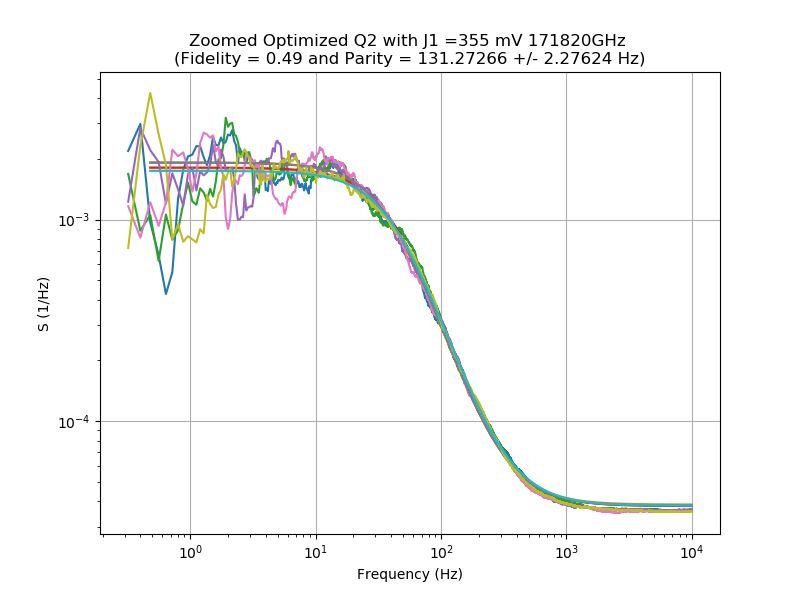 Zoomed Optimized Q2 with J1 =355 mV 171820GHz
(Fidelity = 0.49 and Parity = 131.27266 +/- 2.27624 Hz)
10⁻³
S (1/Hz)
10⁻⁴
10⁰ 10¹ 10² 10³ 10⁴
Frequency (Hz)